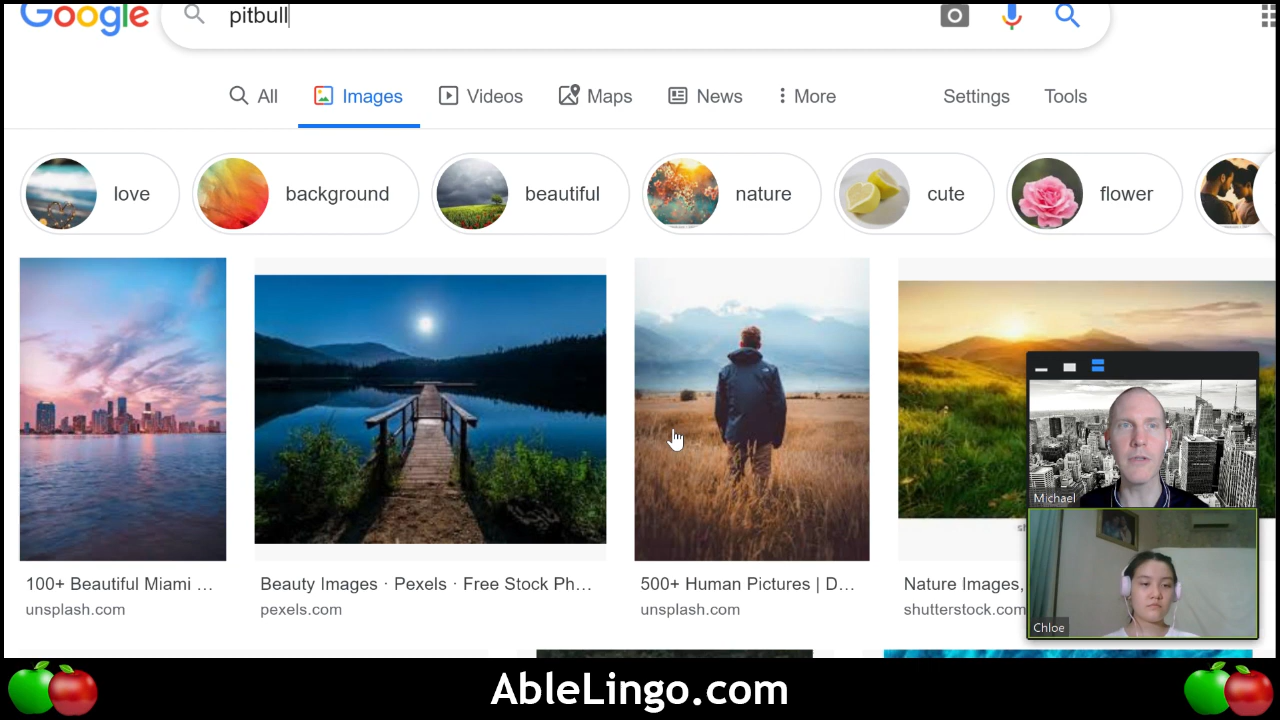 Google
pitbull
All
Images
Videos
Maps
News
More
Settings
Tools
love
background
beautiful
nature
cute
flower
100+ Beautiful Miami ...
unsplash.com
Beauty Images · Pexels · Free Stock Ph...
pexels.com
500+ Human Pictures | D...
unsplash.com
Nature Images,
shutterstock.com
Michael
Chloe
AbleLingo.com